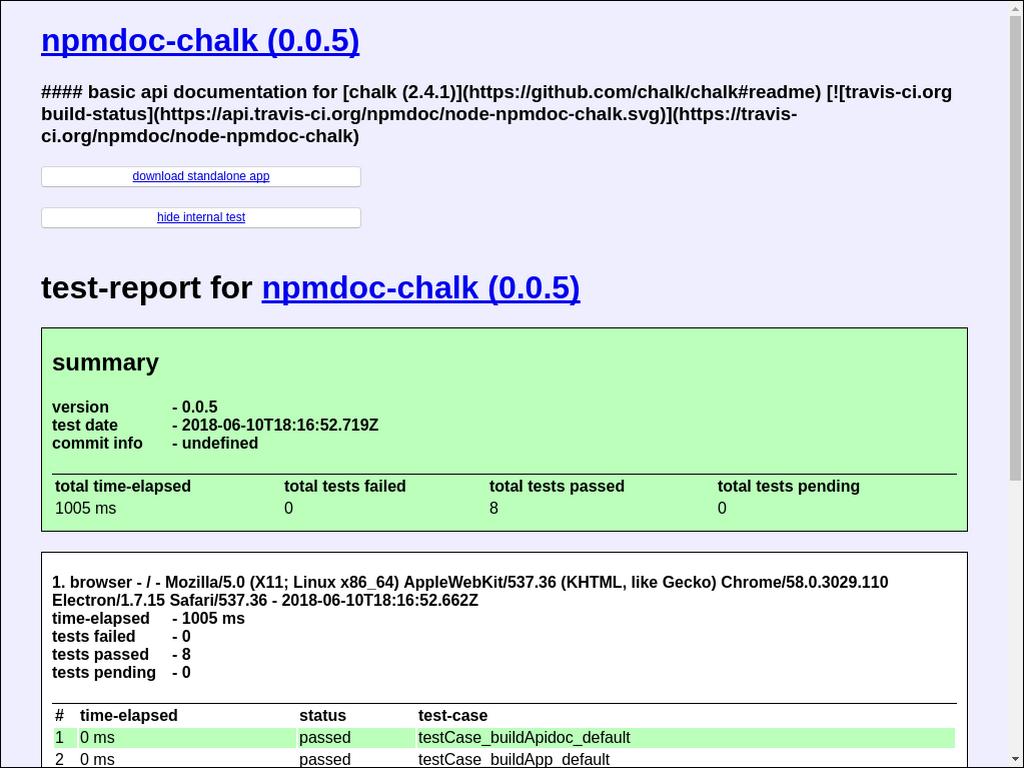 npmdoc-chalk (0.0.5)
#### basic api documentation for [chalk (2.4.1)](https://github.com/chalk/chalk#readme) [![travis-ci.org
build-status](https://api.travis-ci.org/npmdoc/node-npmdoc-chalk.svg)](https://travis-
ci.org/npmdoc/node-npmdoc-chalk)
download standalone app
hide internal test
test-report for npmdoc-chalk (0.0.5)
summary
version - 0.0.5
test date - 2018-06-10T18:16:52.719Z
commit info - undefined
total time-elapsed total tests failed total tests passed total tests pending
1005 ms 0 8 0
1. browser - / - Mozilla/5.0 (X11; Linux x86_64) AppleWebKit/537.36 (KHTML, like Gecko) Chrome/58.0.3029.110
Electron/1.7.15 Safari/537.36 - 2018-06-10T18:16:52.662Z
time-elapsed - 1005 ms
tests failed - 0
tests passed - 8
tests pending - 0
# time-elapsed status test-case
1 0 ms passed testCase_buildApidoc_default
2 0 ms passed testCase_buildApp_default